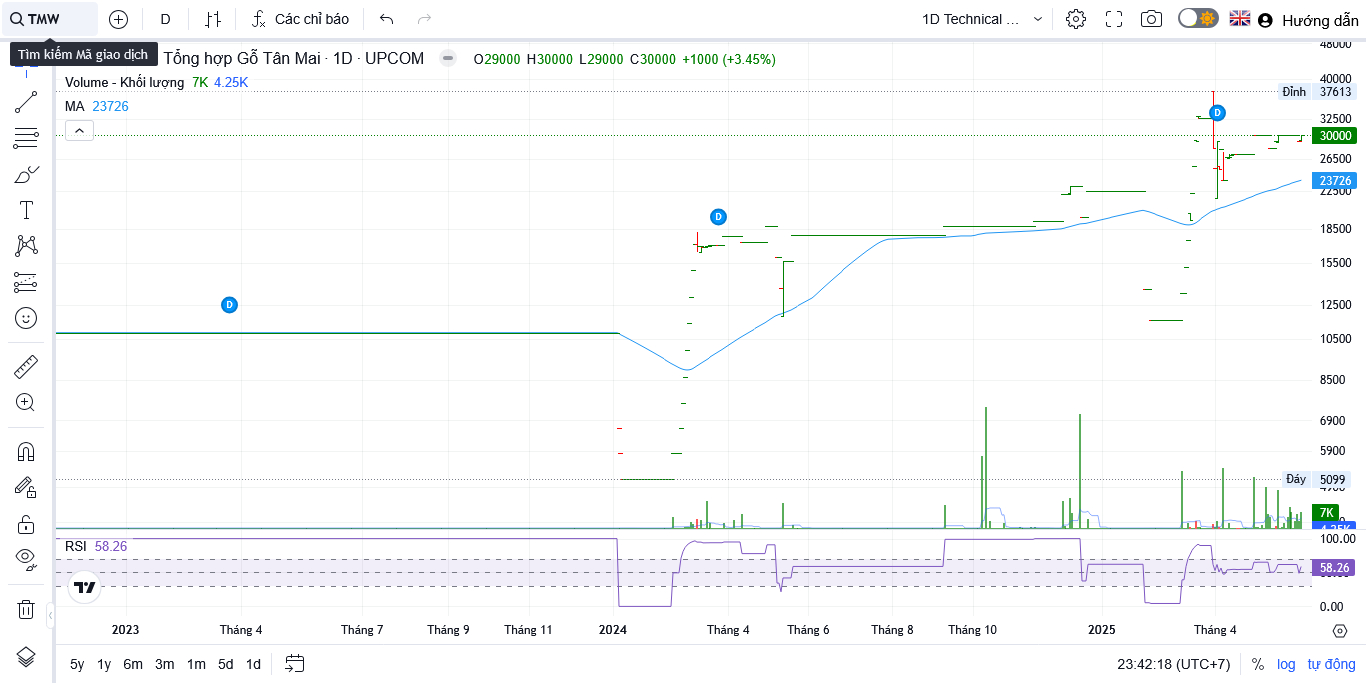 TMW
D
Các chỉ báo
1D Technical ...
Hướng dẫn
Tìm kiếm Mã giao dịch
Tổng hợp Gỗ Tân Mai · 1D · UPCOM
O29000 H30000 L29000 C30000 +1000 (+3.45%)
Volume - Khối lượng 7K 4.25K
MA 23726
48000
40000
Đỉnh 37613
32500
30000
26500
23726
22500
18500
15500
12500
10500
8500
6900
5900
Đáy 5099
7K
4.25K
D
D
D
RSI 58.26
100.00
58.26
0.00
2023
Tháng 4
Tháng 7
Tháng 9
Tháng 11
2024
Tháng 4
Tháng 6
Tháng 8
Tháng 10
2025
Tháng 4
5y 1y 6m 3m 1m 5d 1d
23:42:18 (UTC+7)
% log tự động